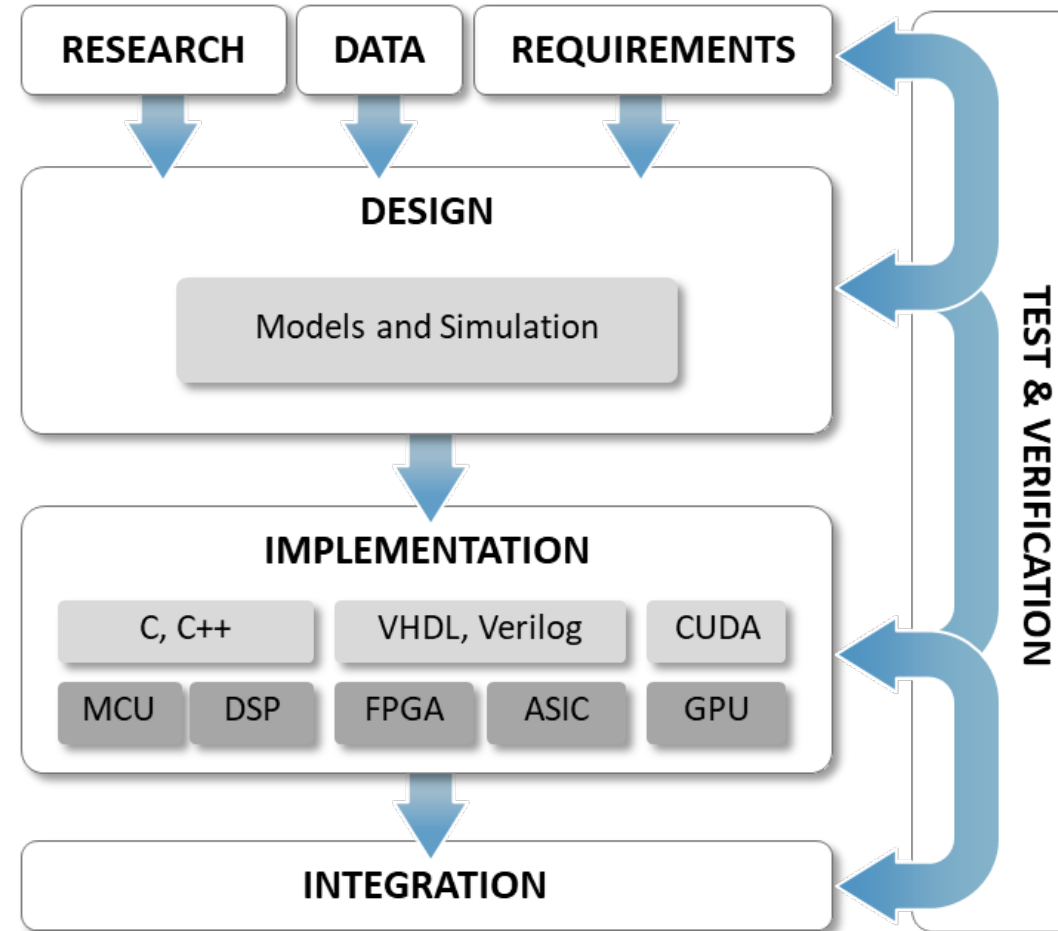 RESEARCH
DATA
REQUIREMENTS
DESIGN
Models and Simulation
IMPLEMENTATION
C, C++
VHDL, Verilog
CUDA
MCU
DSP
FPGA
ASIC
GPU
INTEGRATION
TEST & VERIFICATION